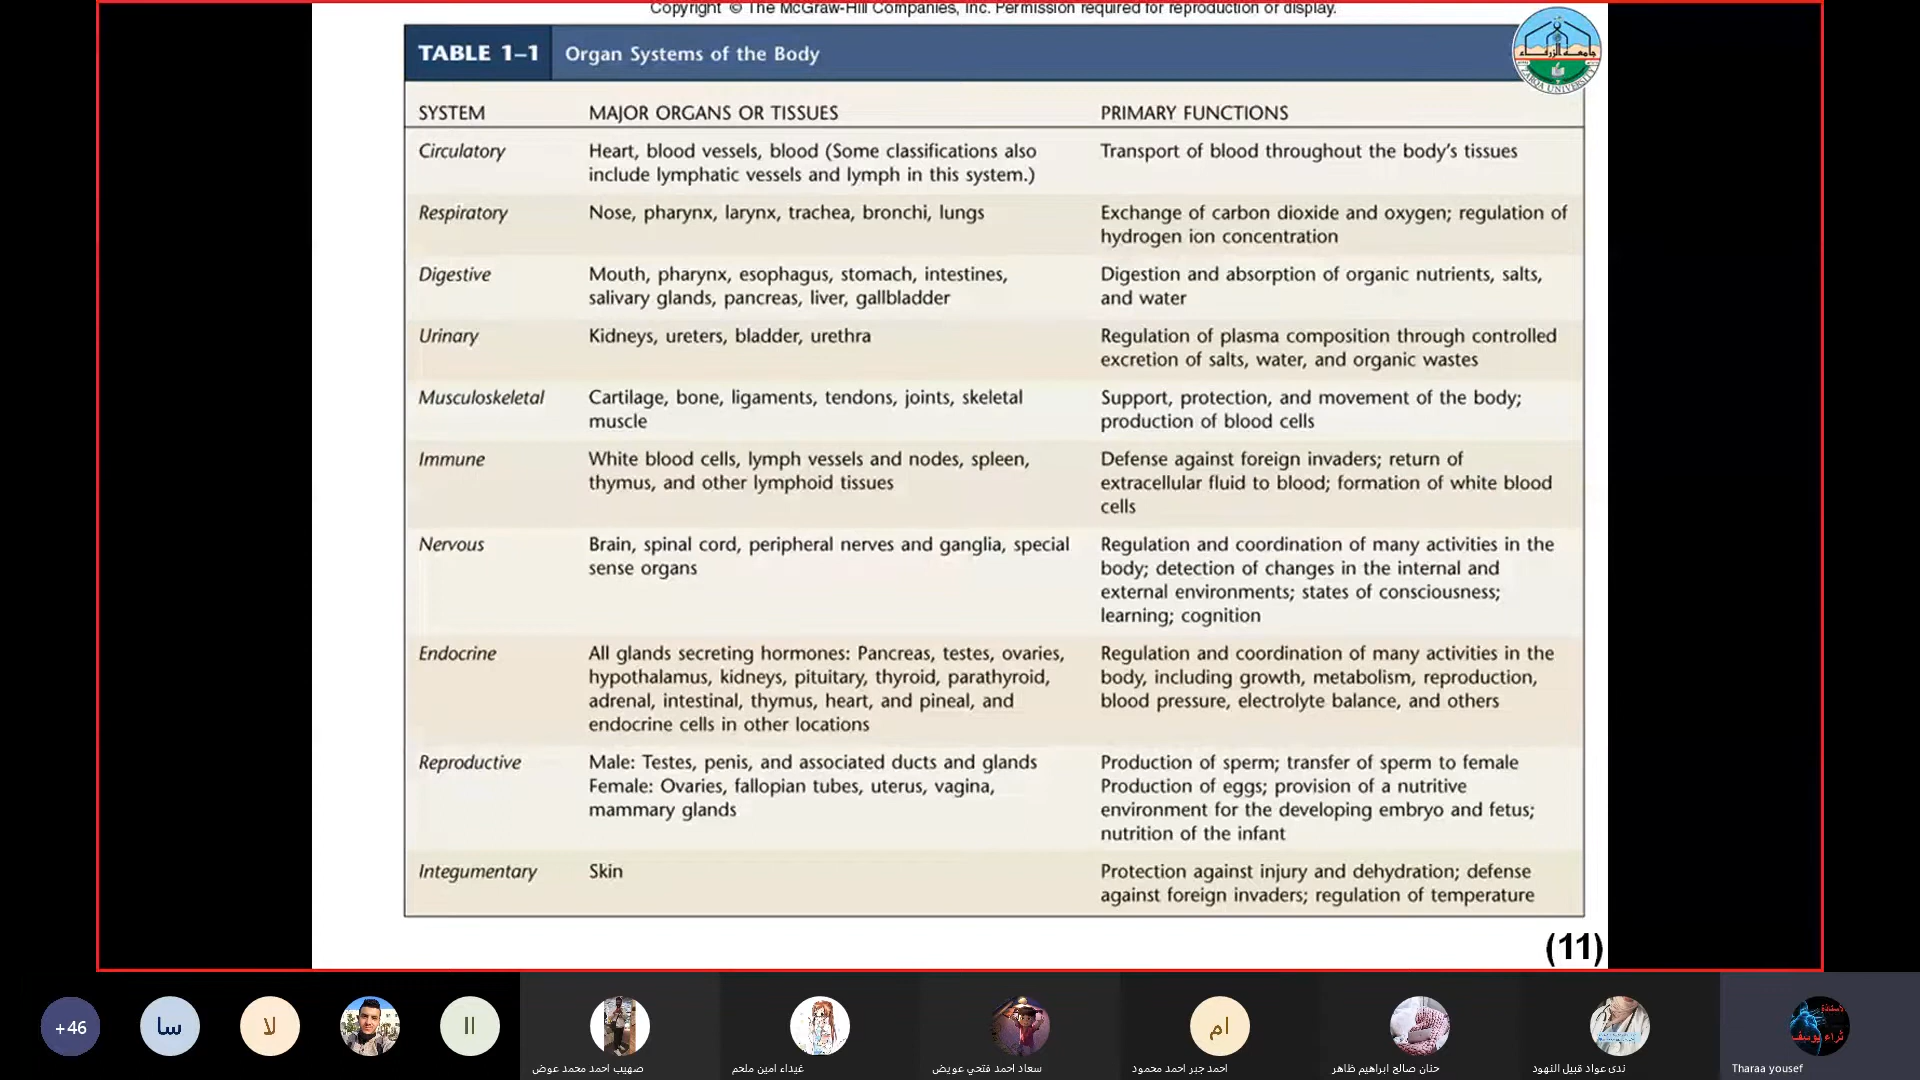 Copyright © The McGraw-Hill Companies, Inc. Permission required for reproduction or display.
TABLE 1–1 Organ Systems of the Body
جامعة الزرقاء
ZARQA UNIVERSITY
SYSTEM MAJOR ORGANS OR TISSUES PRIMARY FUNCTIONS
Circulatory Heart, blood vessels, blood (Some classifications also Transport of blood throughout the body's tissues
include lymphatic vessels and lymph in this system.)
Respiratory Nose, pharynx, larynx, trachea, bronchi, lungs Exchange of carbon dioxide and oxygen; regulation of
hydrogen ion concentration
Digestive Mouth, pharynx, esophagus, stomach, intestines, Digestion and absorption of organic nutrients, salts,
salivary glands, pancreas, liver, gallbladder and water
Urinary Kidneys, ureters, bladder, urethra Regulation of plasma composition through controlled
excretion of salts, water, and organic wastes
Musculoskeletal Cartilage, bone, ligaments, tendons, joints, skeletal Support, protection, and movement of the body;
muscle production of blood cells
Immune White blood cells, lymph vessels and nodes, spleen, Defense against foreign invaders; return of
thymus, and other lymphoid tissues extracellular fluid to blood; formation of white blood
cells
Nervous Brain, spinal cord, peripheral nerves and ganglia, special Regulation and coordination of many activities in the
sense organs body; detection of changes in the internal and
external environments; states of consciousness;
learning; cognition
Endocrine All glands secreting hormones: Pancreas, testes, ovaries, Regulation and coordination of many activities in the
hypothalamus, kidneys, pituitary, thyroid, parathyroid, body, including growth, metabolism, reproduction,
adrenal, intestinal, thymus, heart, and pineal, and blood pressure, electrolyte balance, and others
endocrine cells in other locations
Reproductive Male: Testes, penis, and associated ducts and glands Production of sperm; transfer of sperm to female
Female: Ovaries, fallopian tubes, uterus, vagina, Production of eggs; provision of a nutritive
mammary glands environment for the developing embryo and fetus;
nutrition of the infant
Integumentary Skin Protection against injury and dehydration; defense
against foreign invaders; regulation of temperature
(11)
+46 سا لا اا ام
صهيب احمد محمد عوض غيداء امين ملحم سعاد احمد فتحي عويض احمد جبر احمد محمود حنان صالح ابراهيم ظاهر ندى عواد قبيل النهود Tharaa yousef